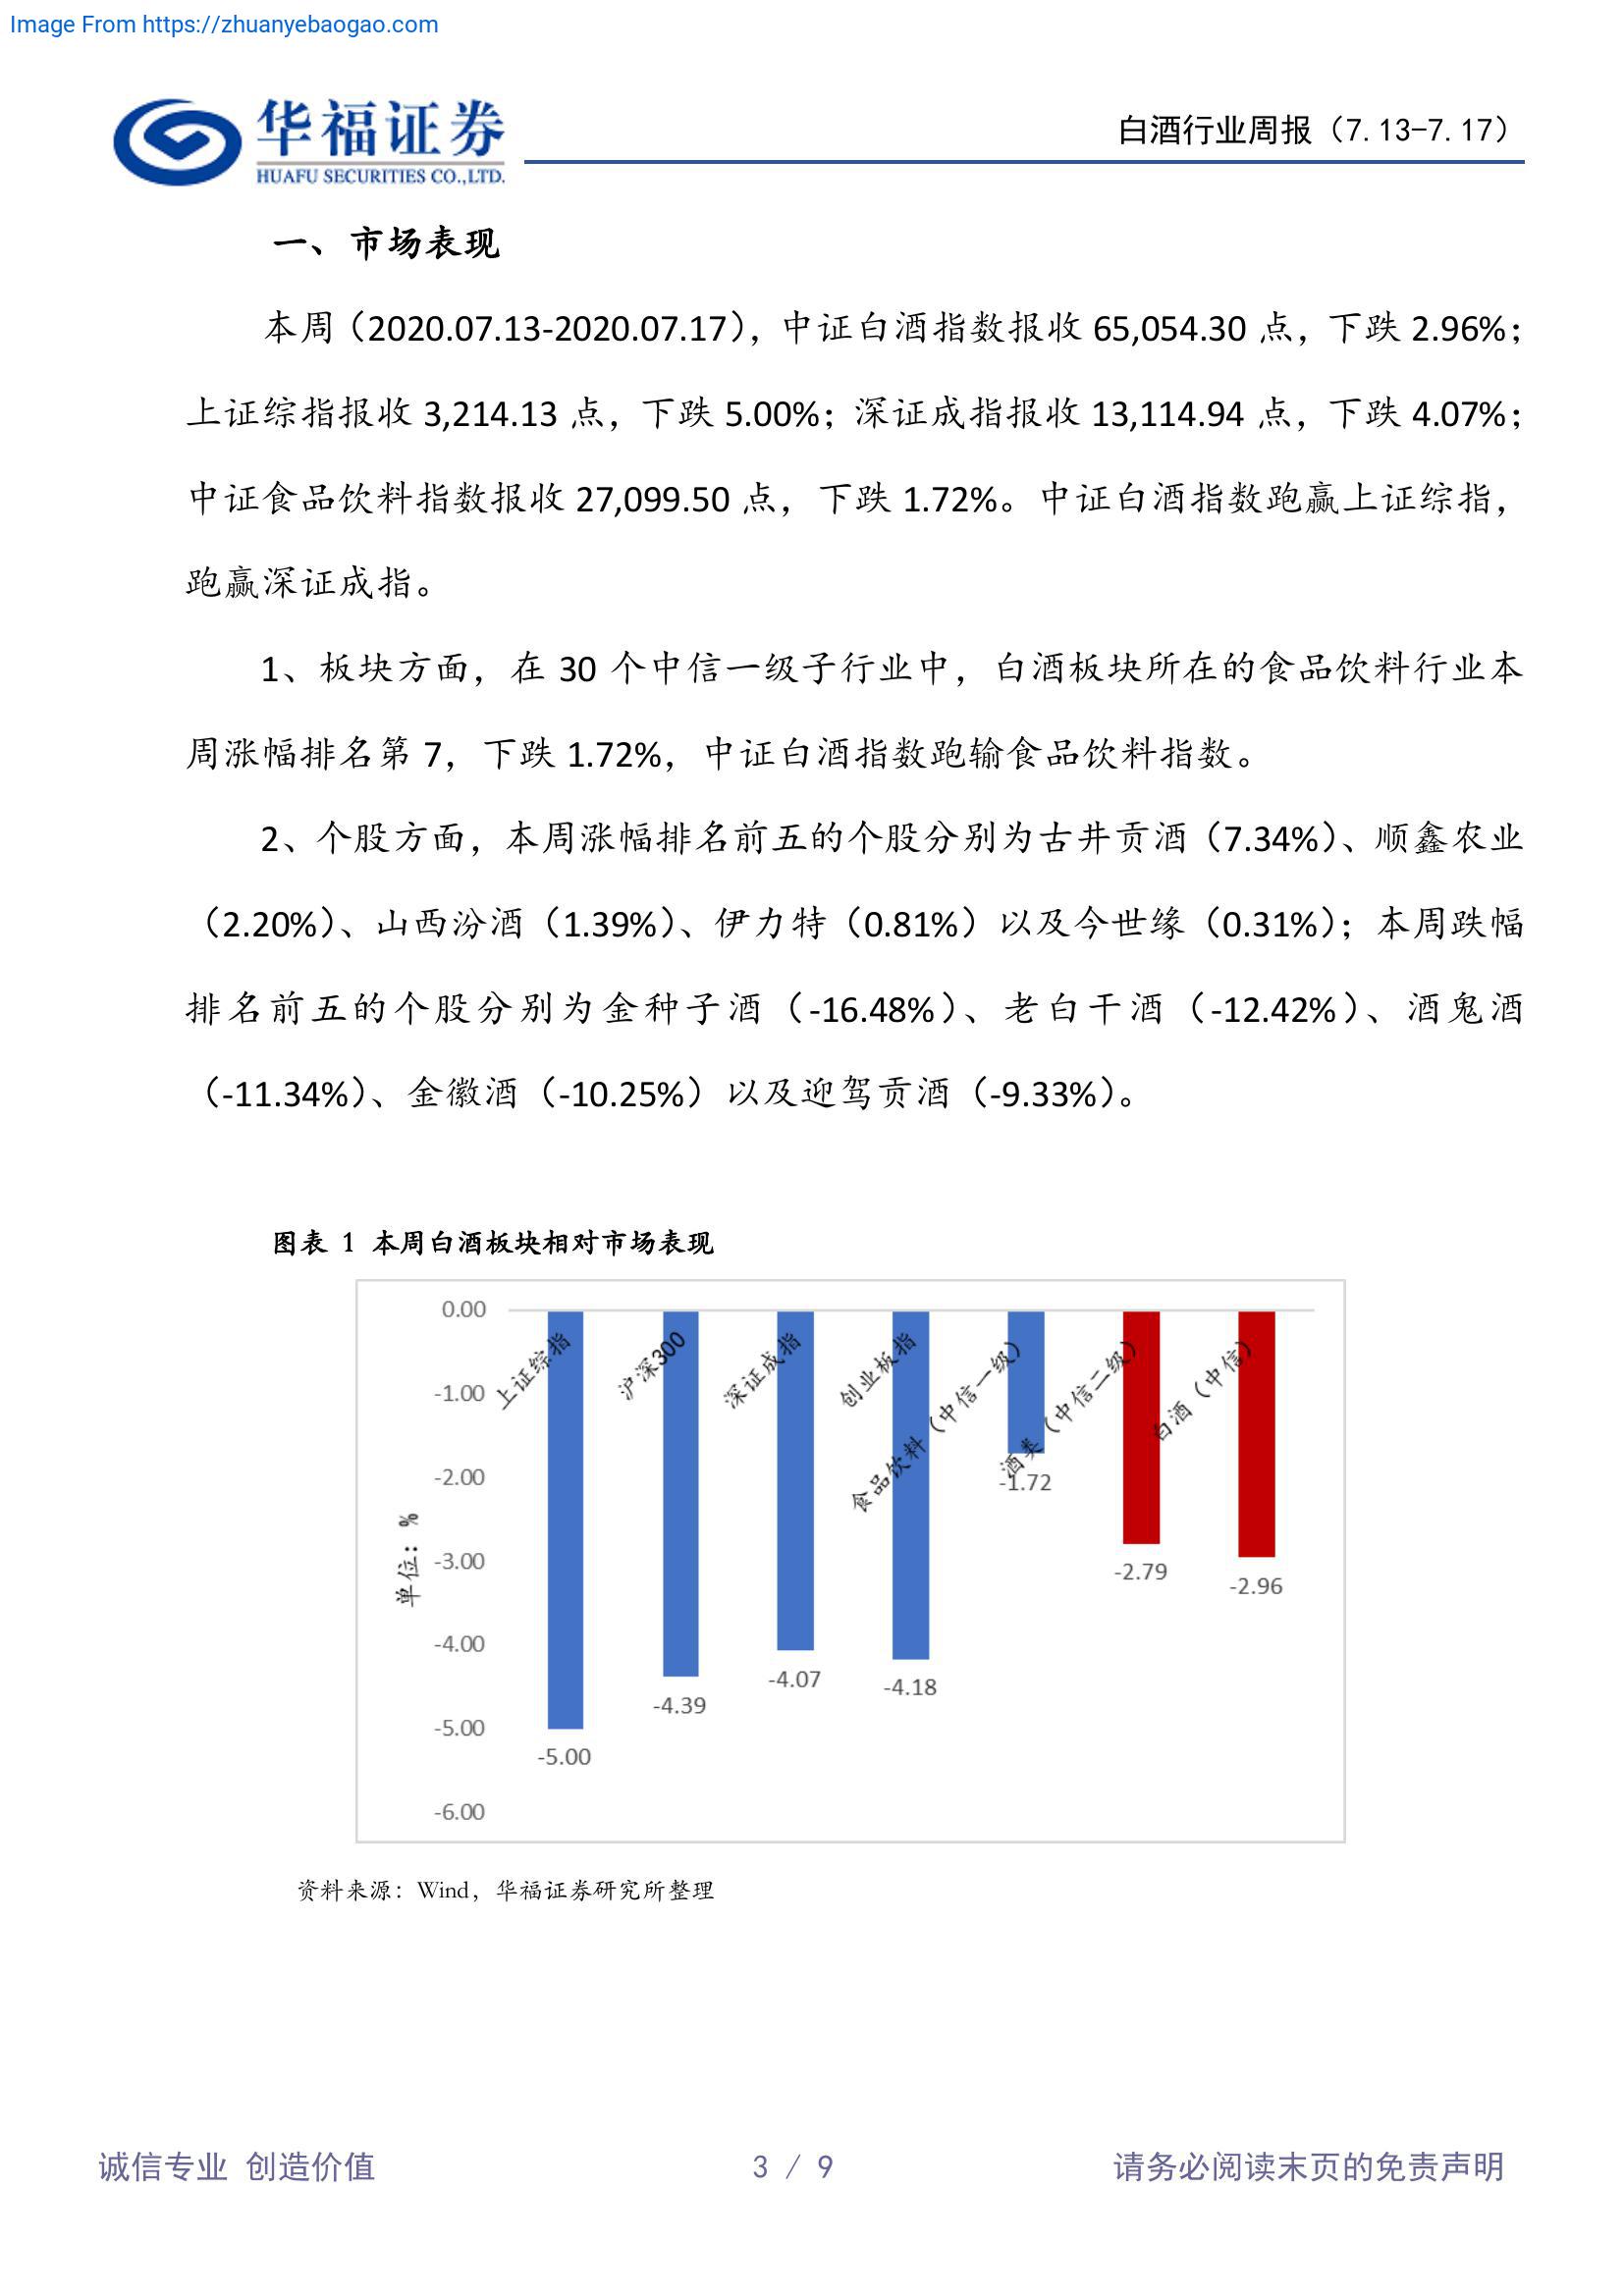 Image From https://zhuanyebaogao.com
华福证券
HUAFU SECURITIES CO.,LTD.
白酒行业周报（7.13-7.17）
一、市场表现
本周（2020.07.13-2020.07.17），中证白酒指数报收 65,054.30 点，下跌 2.96%；
上证综指报收 3,214.13 点，下跌 5.00%；深证成指报收 13,114.94 点，下跌 4.07%；
中证食品饮料指数报收 27,099.50 点，下跌 1.72%。中证白酒指数跑赢上证综指，
跑赢深证成指。
1、板块方面，在 30 个中信一级子行业中，白酒板块所在的食品饮料行业本
周涨幅排名第 7，下跌 1.72%，中证白酒指数跑输食品饮料指数。
2、个股方面，本周涨幅排名前五的个股分别为古井贡酒（7.34%）、顺鑫农业
（2.20%）、山西汾酒（1.39%）、伊力特（0.81%）以及今世缘（0.31%）；本周跌幅
排名前五的个股分别为金种子酒（-16.48%）、老白干酒（-12.42%）、酒鬼酒
（-11.34%）、金徽酒（-10.25%）以及迎驾贡酒（-9.33%）。
图表 1 本周白酒板块相对市场表现
单位：%
0.00
-1.00
-2.00
-3.00
-4.00
-5.00
-6.00
上证综指
沪深300
深证成指
创业板指
食品饮料（中信一级）
酒类（中信二级）
白酒（中信）
-5.00
-4.39
-4.07
-4.18
-1.72
-2.79
-2.96
资料来源：Wind，华福证券研究所整理
诚信专业 创造价值
3 / 9
请务必阅读末页的免责声明